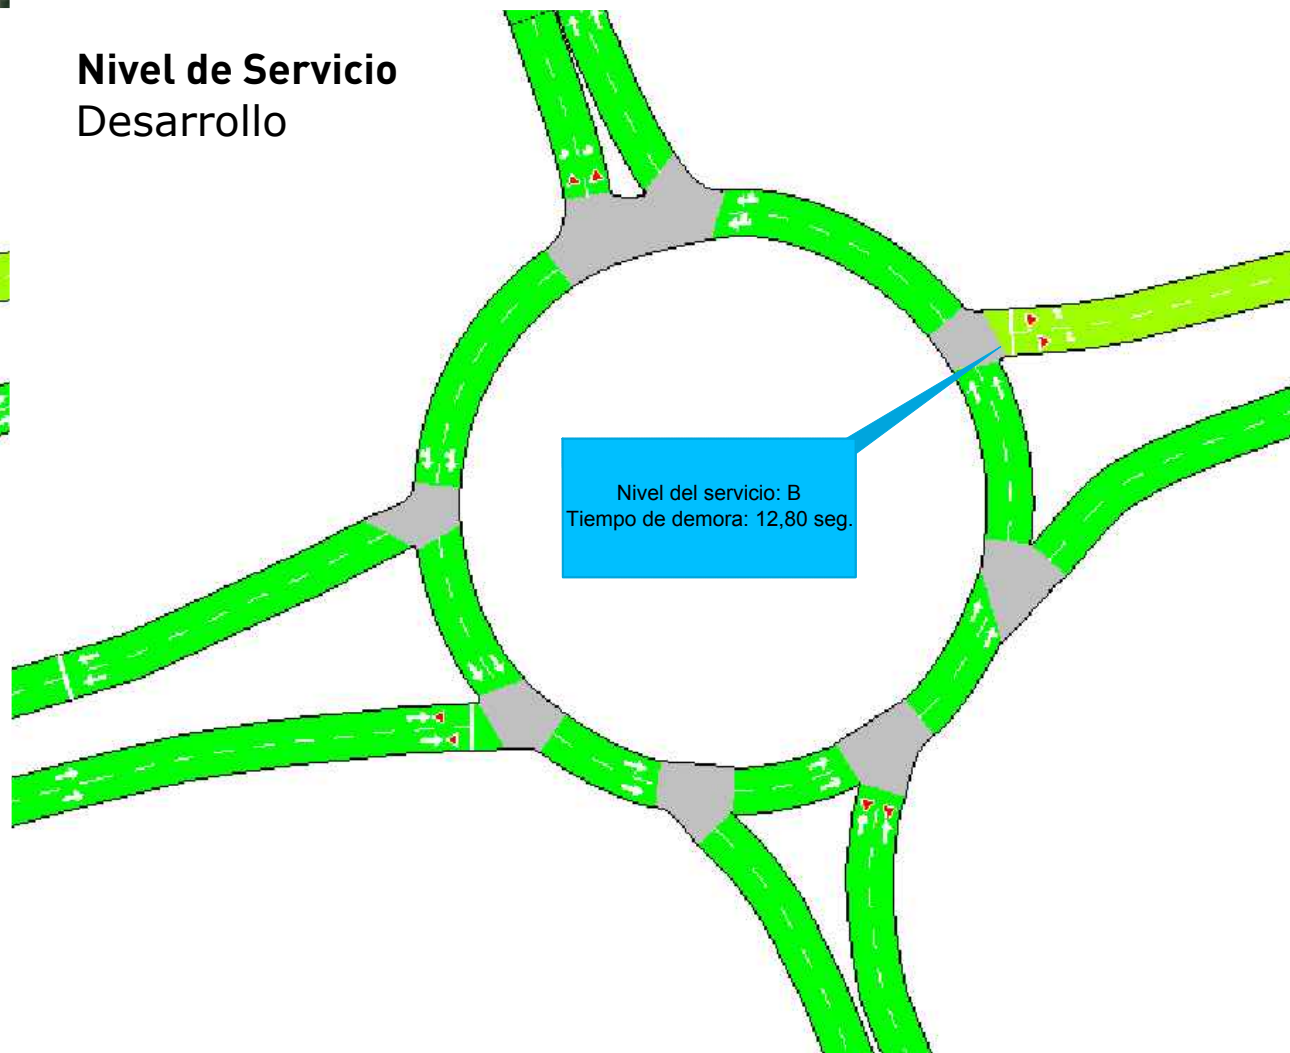 Nivel de Servicio
Desarrollo
Nivel del servicio: B
Tiempo de demora: 12,80 seg.